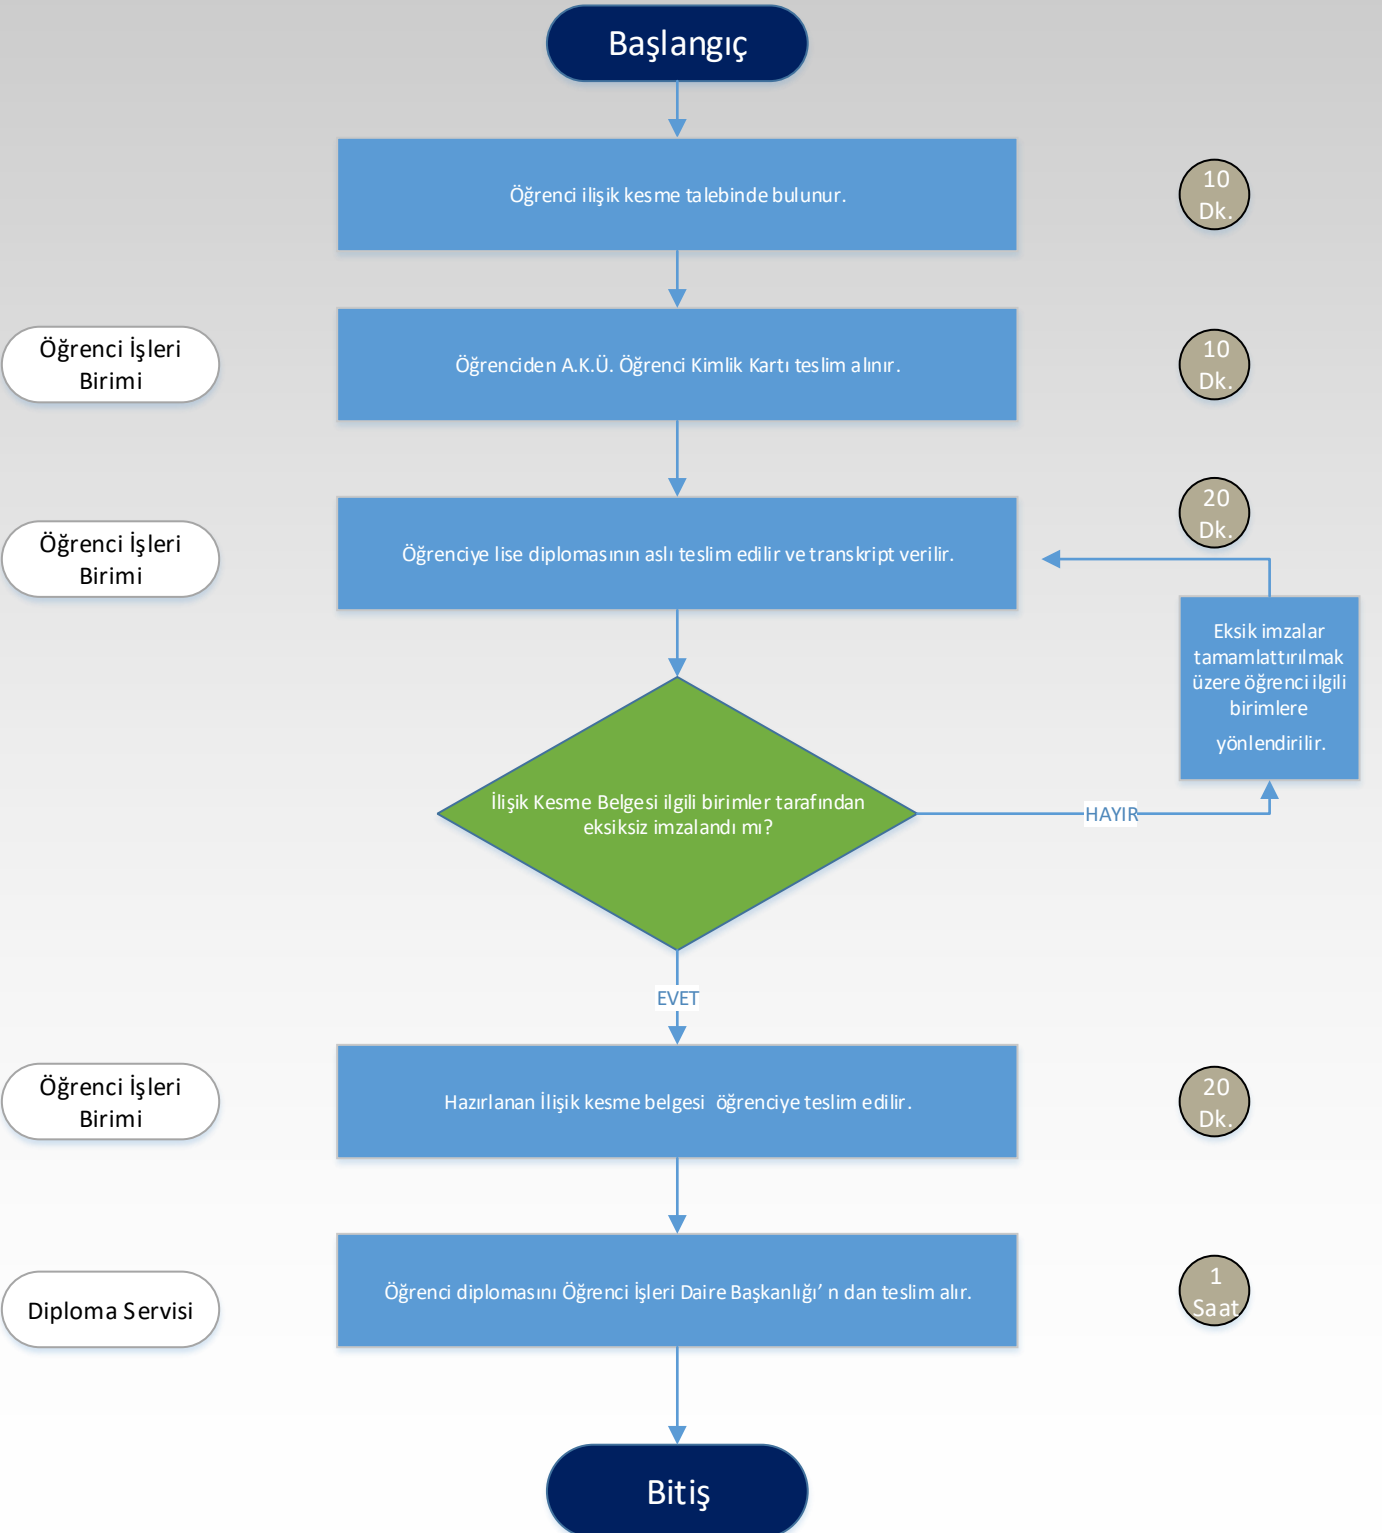 Başlangıç
Öğrenci ilişik kesme talebinde bulunur.
10
Dk.
Öğrenci İşleri
Birimi
Öğrenciden A.K.Ü. Öğrenci Kimlik Kartı teslim alınır.
10
Dk.
Öğrenci İşleri
Birimi
Öğrenciye lise diplomasının aslı teslim edilir ve transkript verilir.
20
Dk.
Eksik imzalar
tamamlattırılmak
üzere öğrenci ilgili
birimlere
yönlendirilir.
İlişik Kesme Belgesi ilgili birimler tarafından
eksiksiz imzalandı mı?
HAYIR
EVET
Öğrenci İşleri
Birimi
Hazırlanan İlişik kesme belgesi öğrenciye teslim edilir.
20
Dk.
Diploma Servisi
Öğrenci diplomasını Öğrenci İşleri Daire Başkanlığı’ n dan teslim alır.
1
Saat
Bitiş